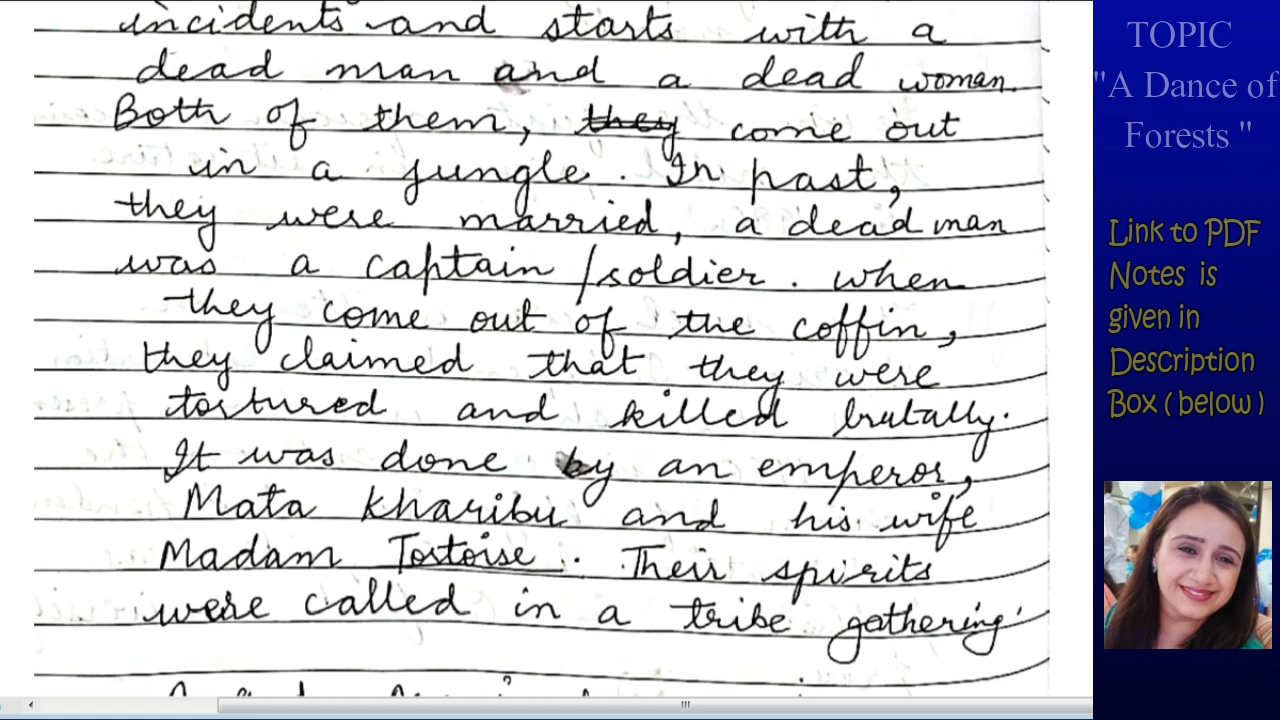 incidents and starts with a
dead man and a dead woman.
Both of them, they come out
in a jungle. In past,
they were married, a dead man
was a captain /soldier. when
they come out of the coffin,
they claimed that they were
tortured and killed brutally.
It was done by an emperor,
Mata Kharibu and his wife
Madam Tortoise. Their spirits
were called in a tribe gathering.
TOPIC
"A Dance of
Forests "
Link to PDF
Notes is
given in
Description
Box ( below )